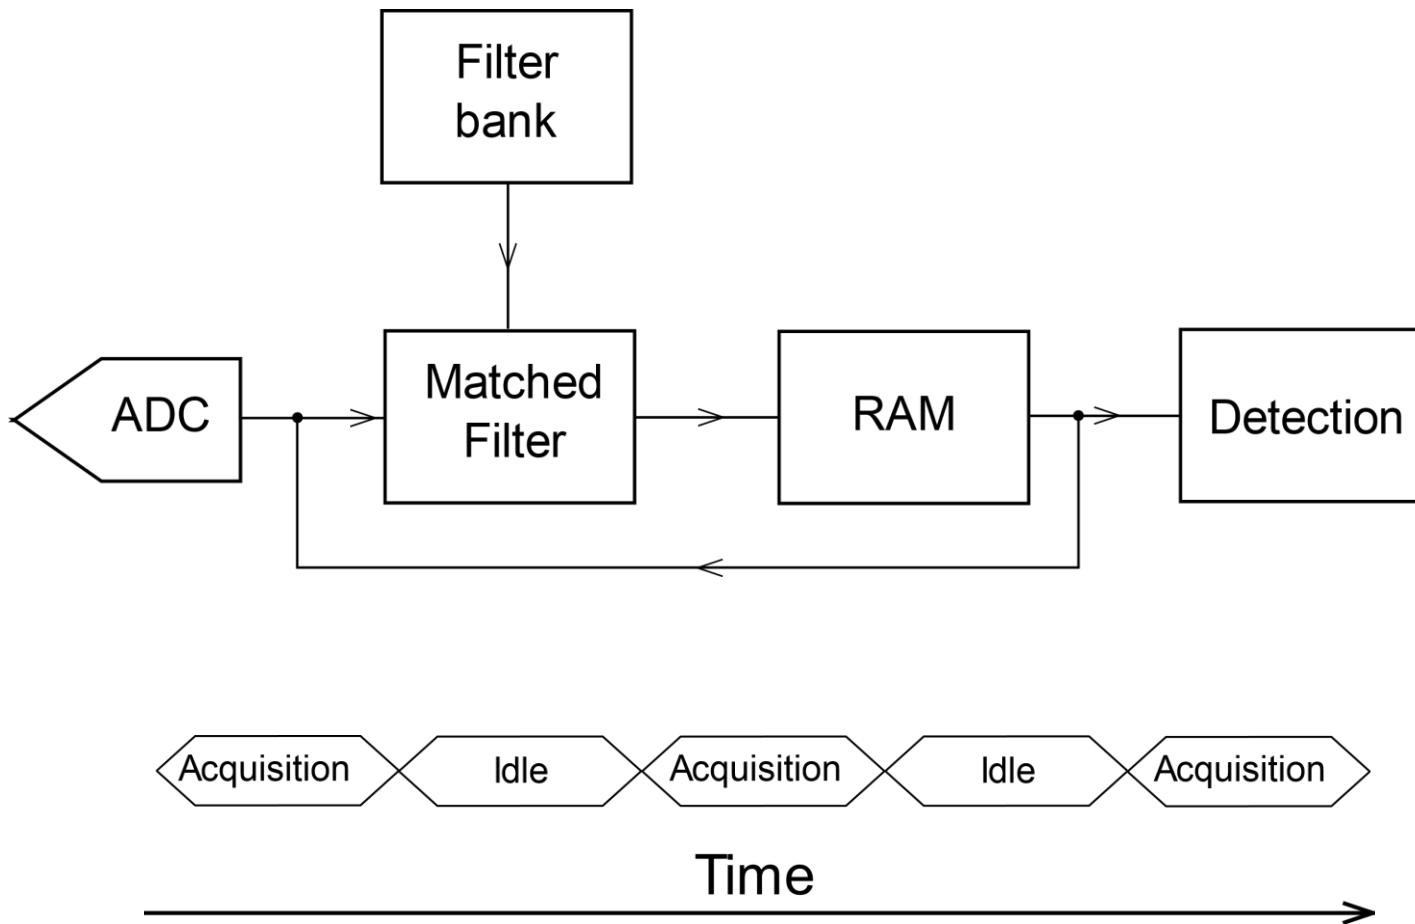 Filter
bank
ADC
Matched
Filter
RAM
Detection
Acquisition
Idle
Acquisition
Idle
Acquisition
Time